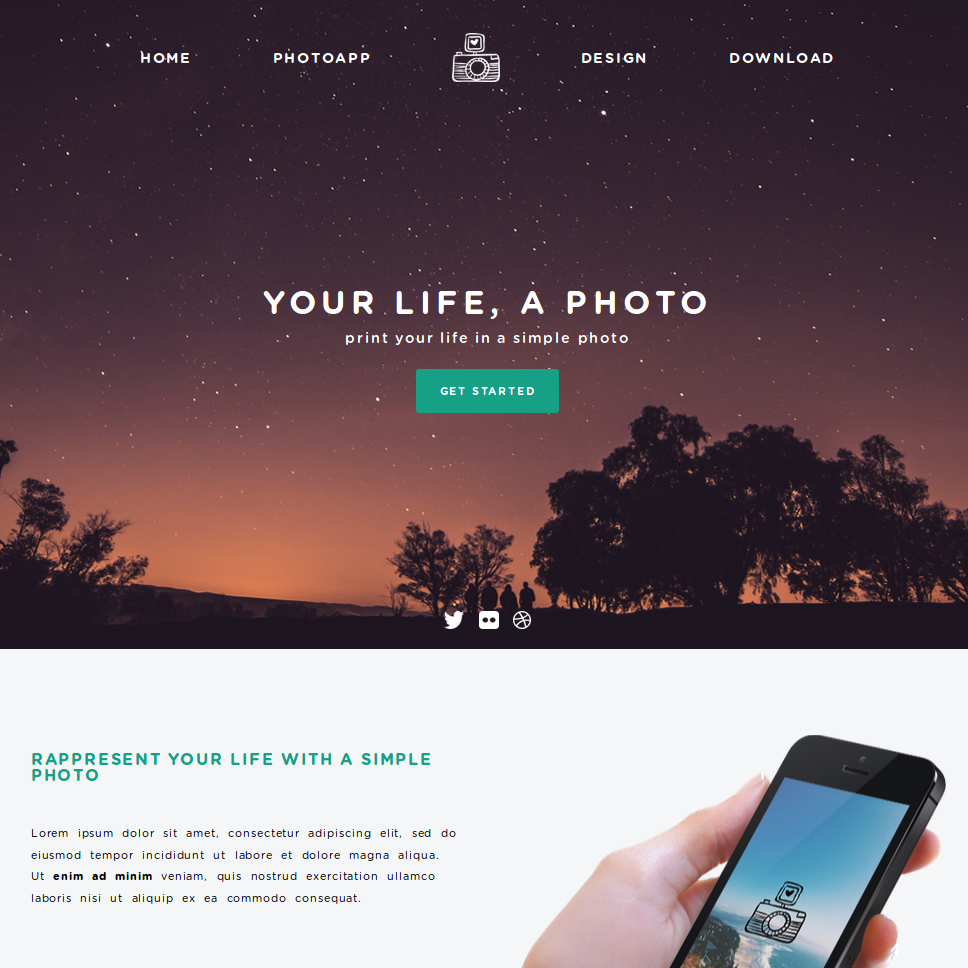 HOME PHOTOAPP DESIGN DOWNLOAD
YOUR LIFE, A PHOTO
print your life in a simple photo
GET STARTED
RAPPRESENT YOUR LIFE WITH A SIMPLE
PHOTO
Lorem ipsum dolor sit amet, consectetur adipiscing elit, sed do
eiusmod tempor incididunt ut labore et dolore magna aliqua.
Ut enim ad minim veniam, quis nostrud exercitation ullamco
laboris nisi ut aliquip ex ea commodo consequat.